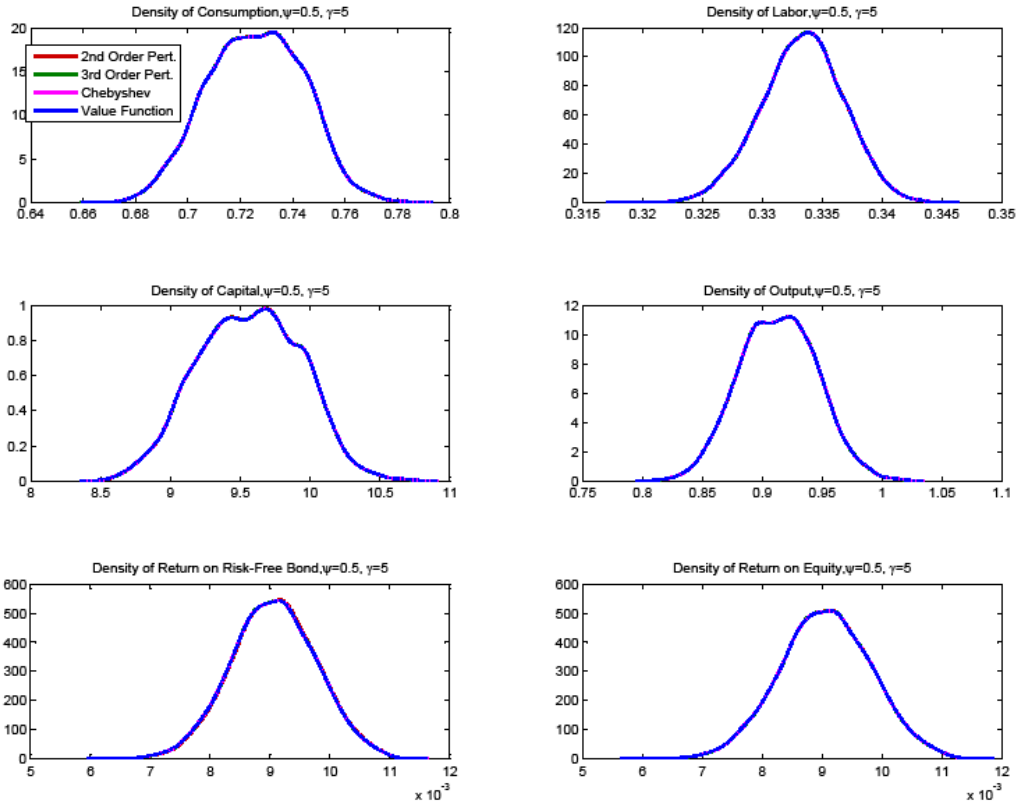 Density of Consumption,ψ=0.5, γ=5
20
15
10
5
0
0.64 0.66 0.68 0.7 0.72 0.74 0.76 0.78 0.8
2nd Order Pert.
3rd Order Pert.
Chebyshev
Value Function
Density of Labor,ψ=0.5, γ=5
120
100
80
60
40
20
0
0.315 0.32 0.325 0.33 0.335 0.34 0.345 0.35
Density of Capital,ψ=0.5, γ=5
1
0.8
0.6
0.4
0.2
0
8 8.5 9 9.5 10 10.5 11
Density of Output,ψ=0.5, γ=5
12
10
8
6
4
2
0
0.75 0.8 0.85 0.9 0.95 1 1.05 1.1
Density of Return on Risk-Free Bond,ψ=0.5, γ=5
600
500
400
300
200
100
0
5 6 7 8 9 10 11 12
x 10⁻³
Density of Return on Equity,ψ=0.5, γ=5
600
500
400
300
200
100
0
5 6 7 8 9 10 11 12
x 10⁻³